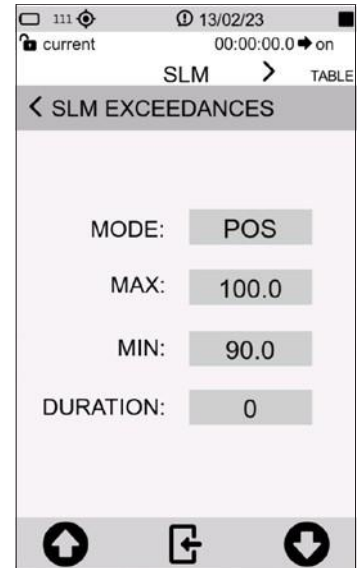 111 13/02/23
current 00:00:00.0 on
SLM > TABLE
< SLM EXCEEDANCES
MODE: POS
MAX: 100.0
MIN: 90.0
DURATION: 0